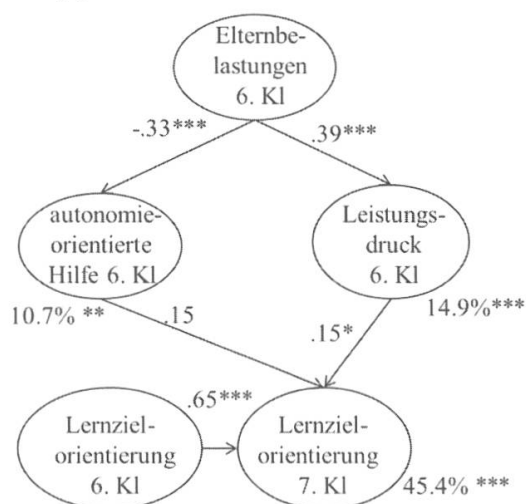 Elternbe-
lastungen
6. Kl
-.33***
.39***
autonomie-
orientierte
Hilfe 6. Kl
Leistungs-
druck
6. Kl
10.7% **
.15
.15*
14.9%***
.65***
Lernziel-
orientierung
6. Kl
Lernziel-
orientierung
7. Kl
45.4% ***